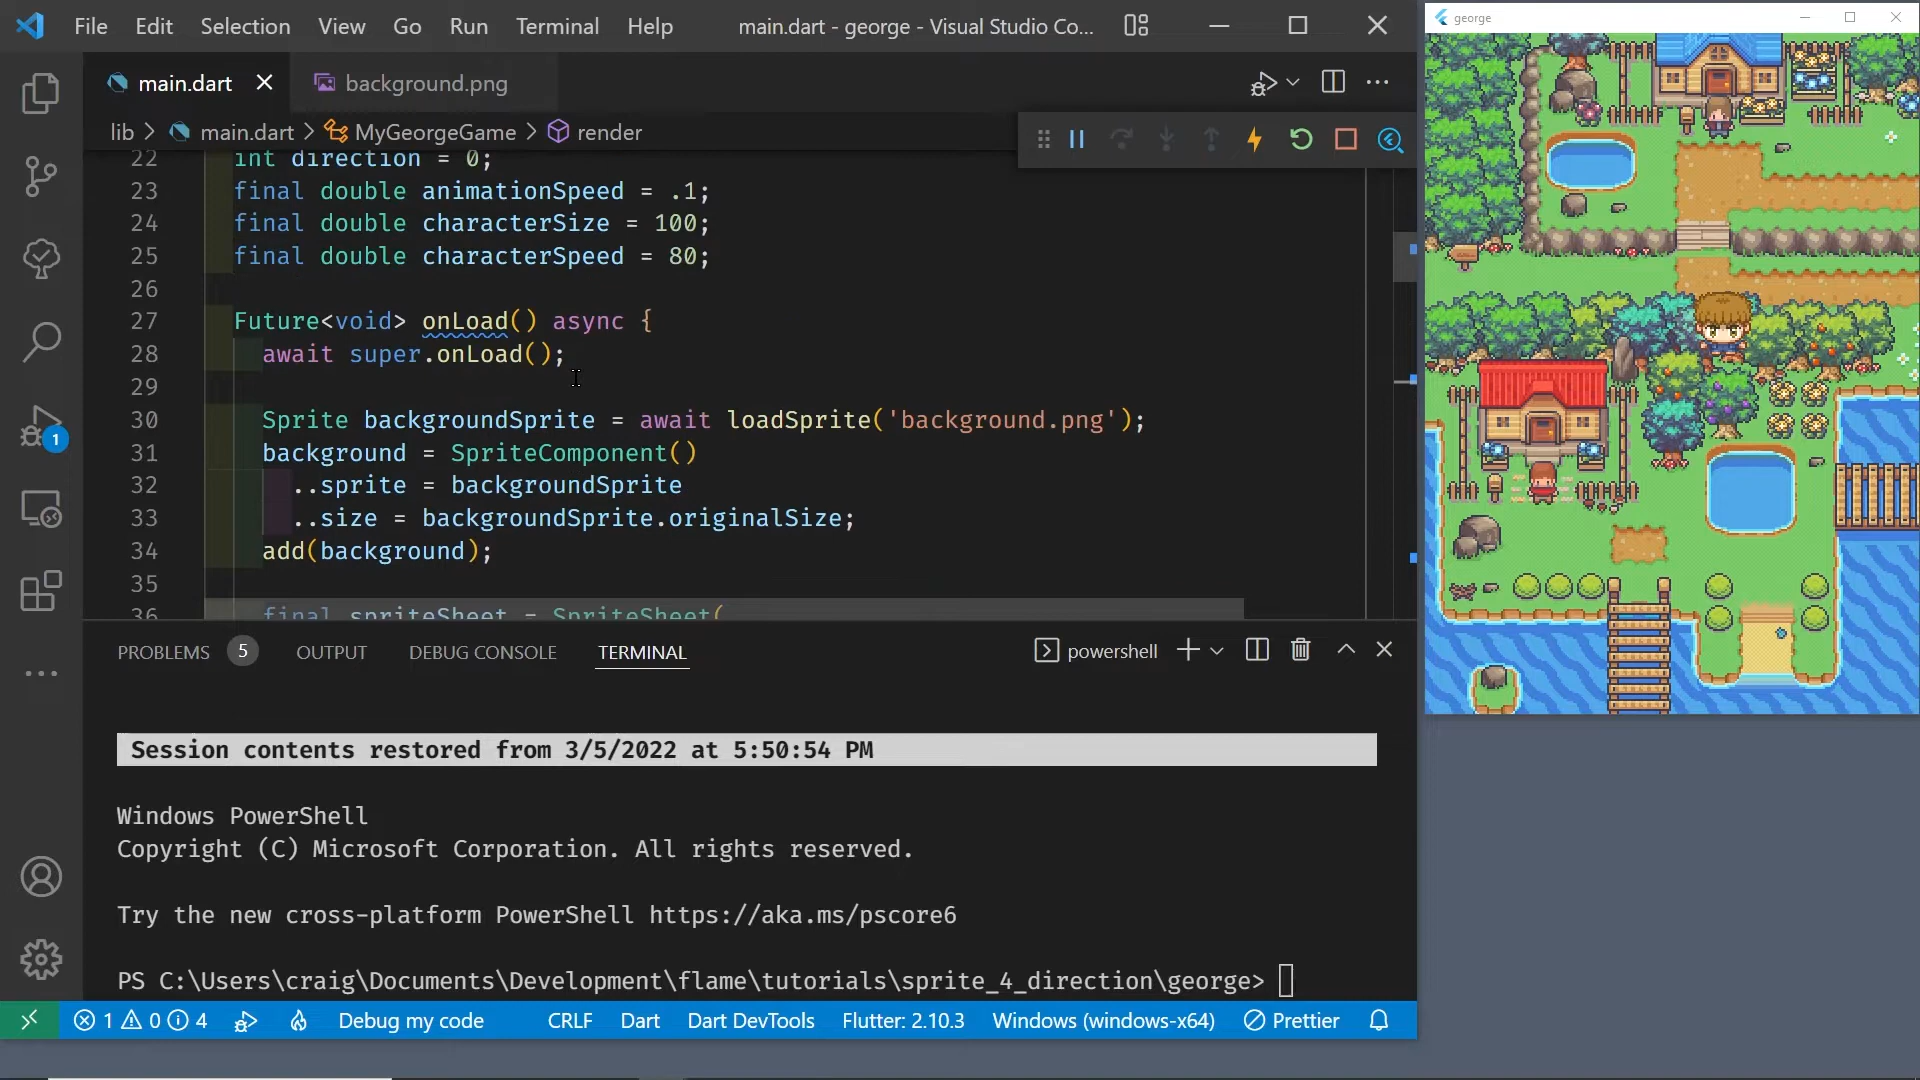 File Edit Selection View Go Run Terminal Help main.dart - george - Visual Studio Co...
george
main.dart background.png
lib > main.dart > MyGeorgeGame > render
22 int direction = 0;
23 final double animationSpeed = .1;
24 final double characterSize = 100;
25 final double characterSpeed = 80;
26
27 Future<void> onLoad() async {
28 await super.onLoad();
29
30 Sprite backgroundSprite = await loadSprite('background.png');
31 background = SpriteComponent()
32 ..sprite = backgroundSprite
33 ..size = backgroundSprite.originalSize;
34 add(background);
35
36 final spriteSheet = SpriteSheet(
1
PROBLEMS 5 OUTPUT DEBUG CONSOLE TERMINAL powershell
Session contents restored from 3/5/2022 at 5:50:54 PM
Windows PowerShell
Copyright (C) Microsoft Corporation. All rights reserved.
Try the new cross-platform PowerShell https://aka.ms/pscore6
PS C:\Users\craig\Documents\Development\flame\tutorials\sprite_4_direction\george>
1 0 4 Debug my code CRLF Dart Dart DevTools Flutter: 2.10.3 Windows (windows-x64) Prettier